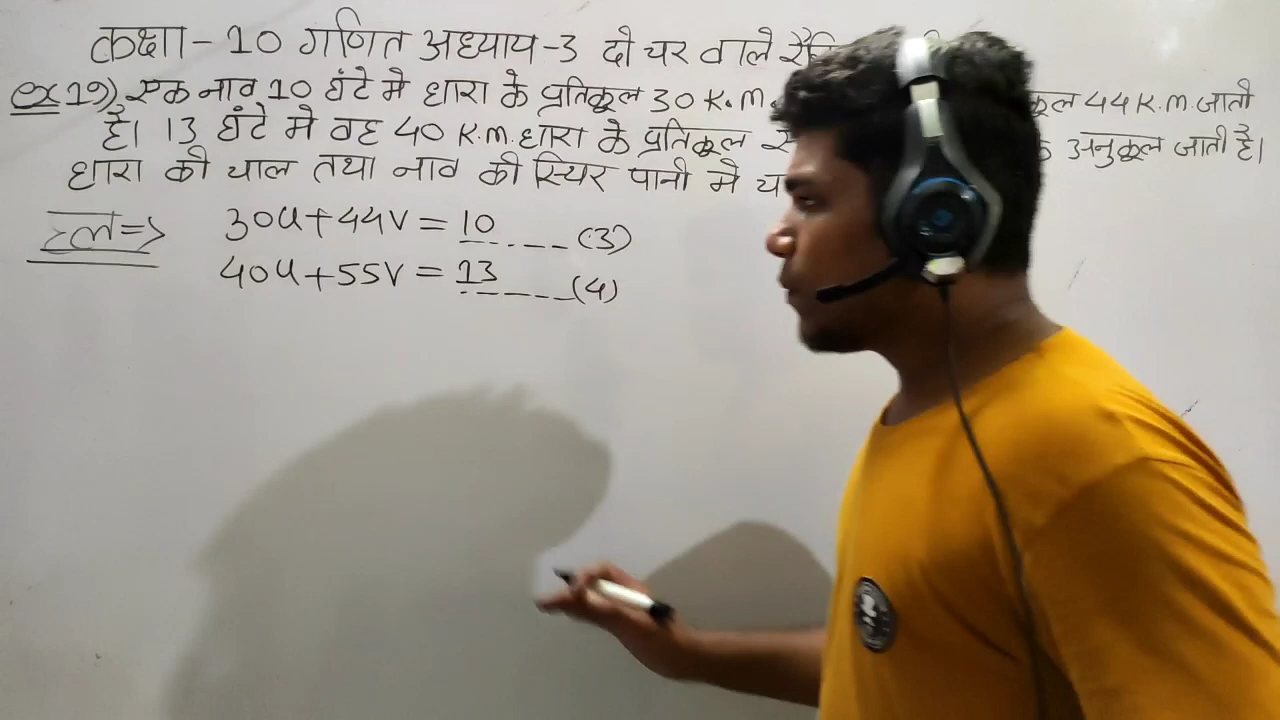 कक्षा - 10 गणित अध्याय - 3 दो चर वाले
ex 19) एक नाव 10 घंटे मे धारा के प्रतिकूल 30 K.M. कूल 44 K.M. जाती
है। 13 घंटे मे वह 40 K.M. धारा के प्रतिकूल अनुकूल जाती है।
धारा की चाल तथा नाव की स्थिर पानी मे
हल => 30u + 44v = 10 ----(3)
40u + 55v = 13 -----(4)